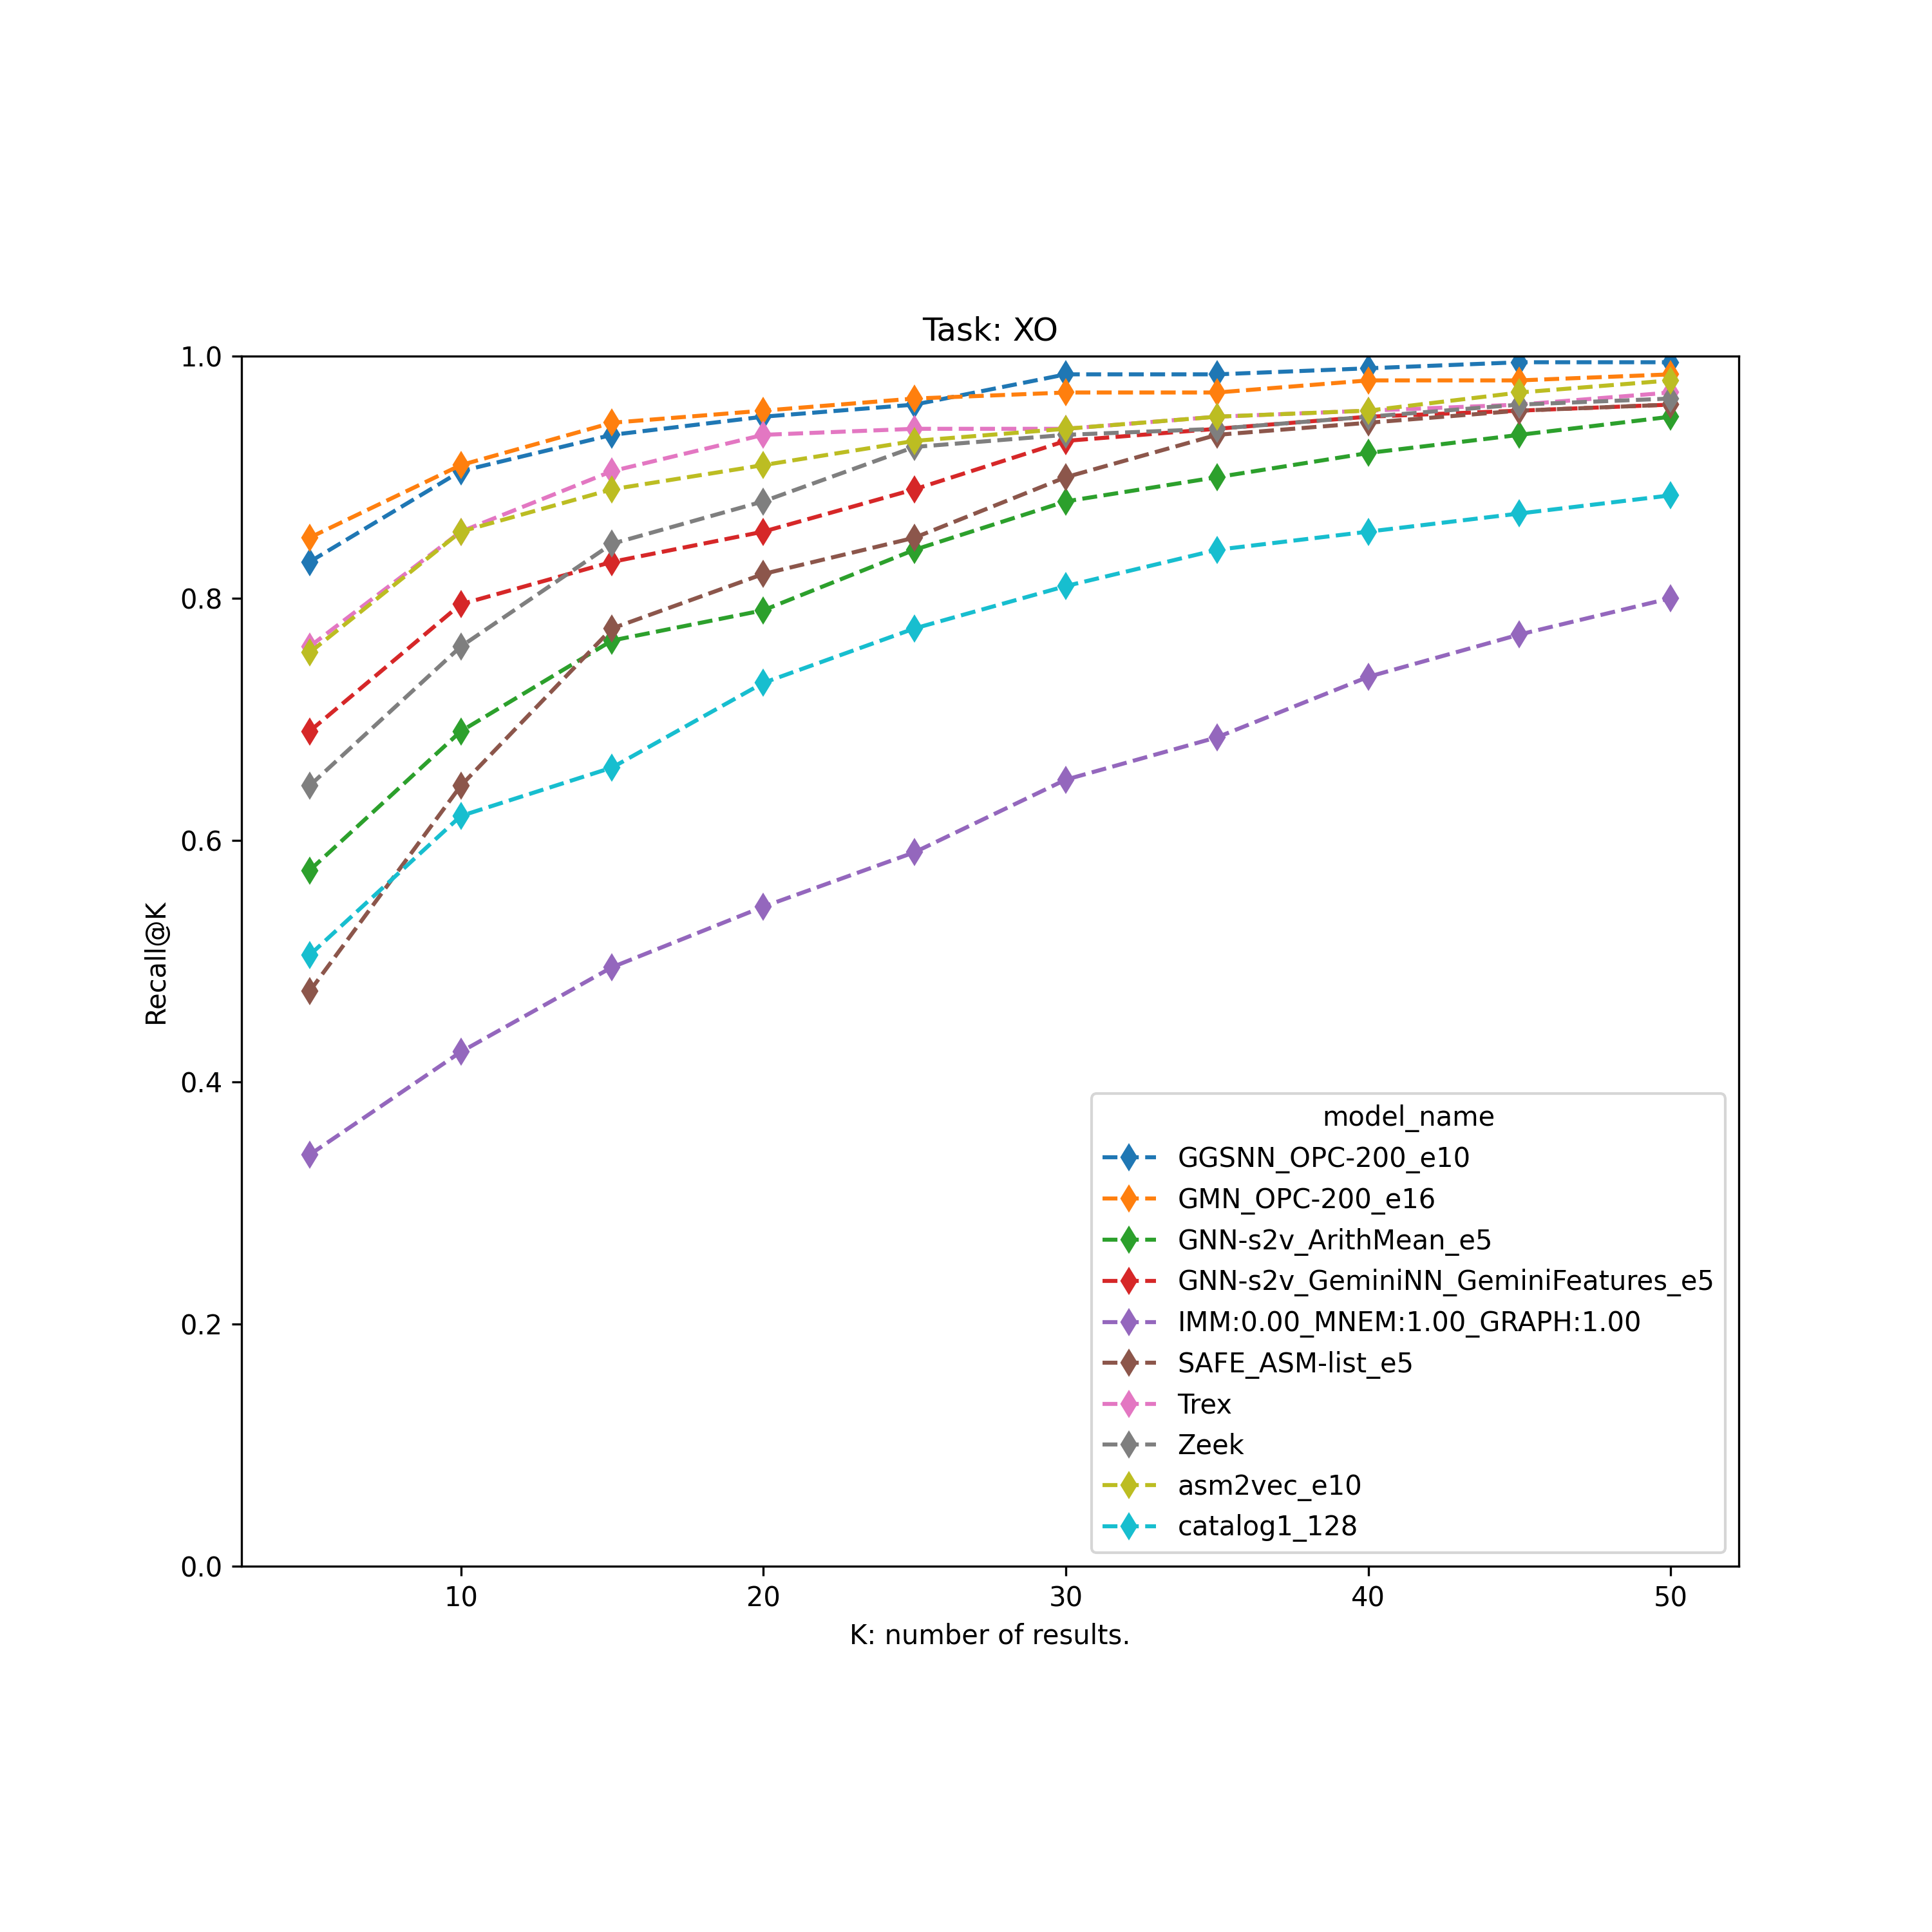 Task: XO
1.0
0.8
0.6
0.4
0.2
0.0
Recall@K
10 20 30 40 50
K: number of results.
model_name
GGSNN_OPC-200_e10
GMN_OPC-200_e16
GNN-s2v_ArithMean_e5
GNN-s2v_GeminiNN_GeminiFeatures_e5
IMM:0.00_MNEM:1.00_GRAPH:1.00
SAFE_ASM-list_e5
Trex
Zeek
asm2vec_e10
catalog1_128